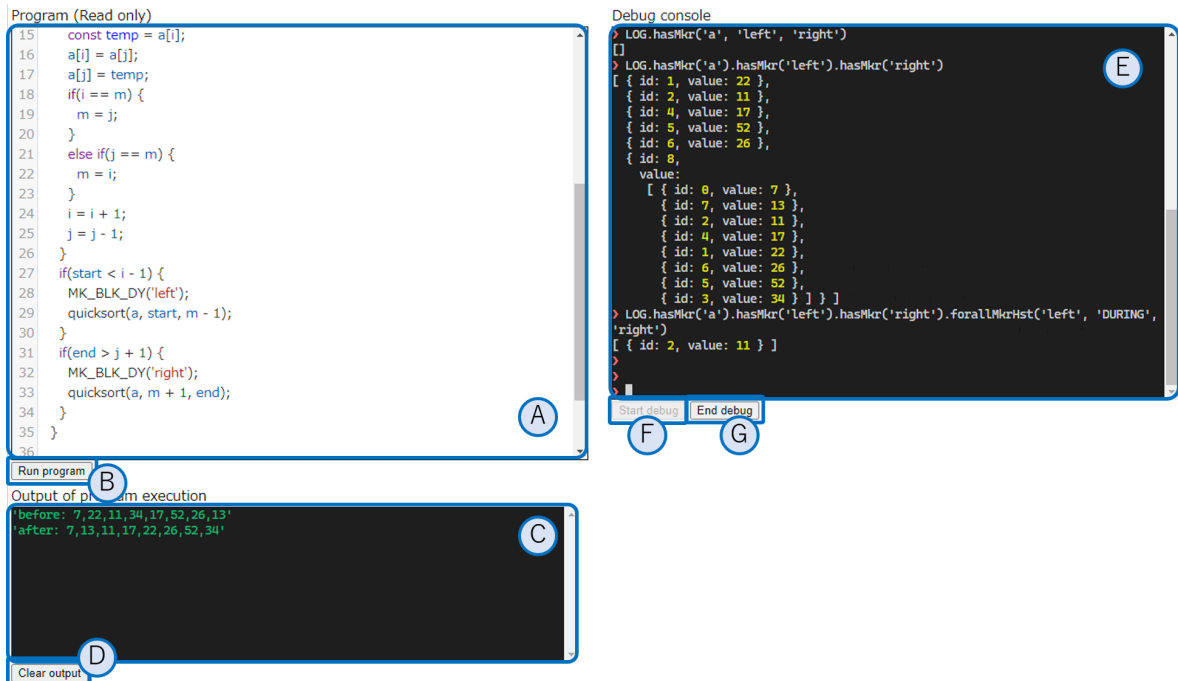 Program (Read only)
15 const temp = a[i];
16 a[i] = a[j];
17 a[j] = temp;
18 if(i == m) {
19 m = j;
20 }
21 else if(j == m) {
22 m = i;
23 }
24 i = i + 1;
25 j = j - 1;
26 }
27 if(start < i - 1) {
28 MK_BLK_DY('left');
29 quicksort(a, start, m - 1);
30 }
31 if(end > j + 1) {
32 MK_BLK_DY('right');
33 quicksort(a, m + 1, end);
34 }
35 }
36
A
Run program
B
Output of program execution
'before: 7,22,11,34,17,52,26,13'
'after: 7,13,11,17,22,26,52,34'
C
D
Clear output
Debug console
> LOG.hasMkr('a', 'left', 'right')
[]
> LOG.hasMkr('a').hasMkr('left').hasMkr('right')
[ { id: 1, value: 22 },
{ id: 2, value: 11 },
{ id: 4, value: 17 },
{ id: 5, value: 52 },
{ id: 6, value: 26 },
{ id: 8,
value:
[ { id: 0, value: 7 },
{ id: 7, value: 13 },
{ id: 2, value: 11 },
{ id: 4, value: 17 },
{ id: 1, value: 22 },
{ id: 6, value: 26 },
{ id: 5, value: 52 },
{ id: 3, value: 34 } ] } ]
> LOG.hasMkr('a').hasMkr('left').hasMkr('right').forallMkrHst('left', 'DURING',
'right')
[ { id: 2, value: 11 } ]
>
>
>
E
Start debug
End debug
F
G